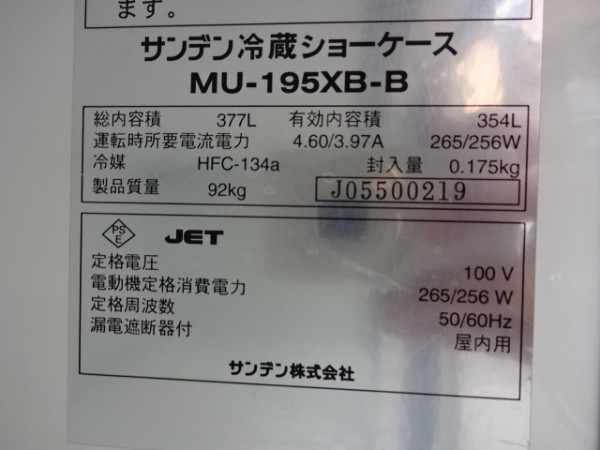 ます。
サンデン冷蔵ショーケース
MU-195XB-B
総内容積 377L 有効内容積 354L
運転時所要電流電力 4.60/3.97A 265/256W
冷媒 HFC-134a 封入量 0.175kg
製品質量 92kg J05500219
PS
E JET
定格電圧 100 V
電動機定格消費電力 265/256 W
定格周波数 50/60Hz
漏電遮断器付 屋内用
サンデン株式会社